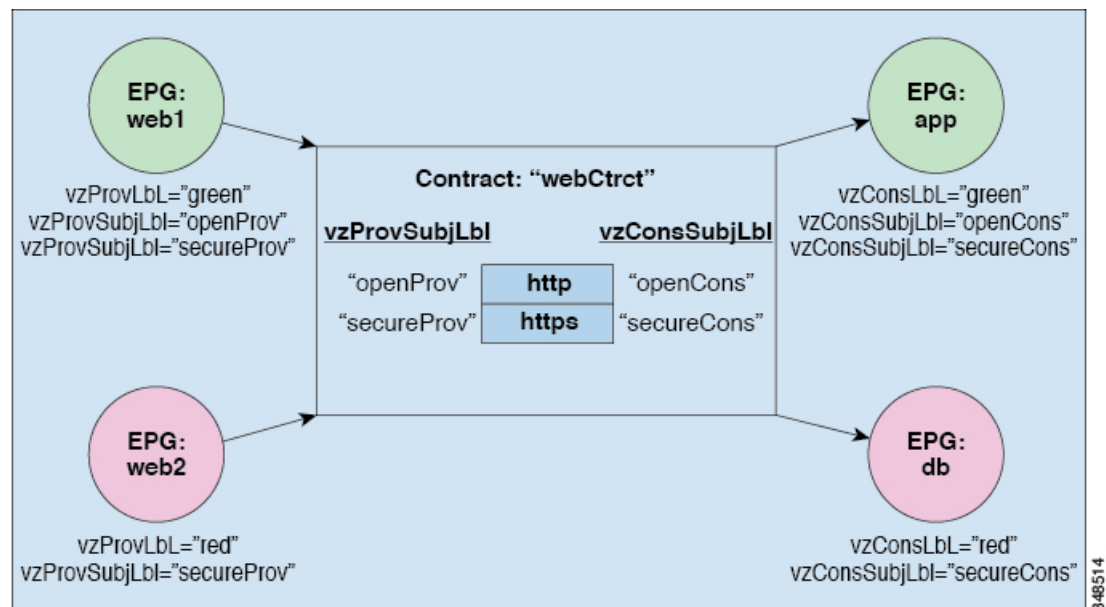 EPG:
web1
vzProvLbL="green"
vzProvSubjLbl="openProv"
vzProvSubjLbl="secureProv"
EPG:
app
vzConsLbL="green"
vzConsSubjLbl="openCons"
vzConsSubjLbl="secureCons"
Contract: “webCtrct”
vzProvSubjLbl vzConsSubjLbl
“openProv” http “openCons”
“secureProv” https “secureCons”
EPG:
web2
vzProvLbL=”red”
vzProvSubjLbl=”secureProv”
EPG:
db
vzConsLbL=”red”
vzConsSubjLbl=”secureCons”
348514